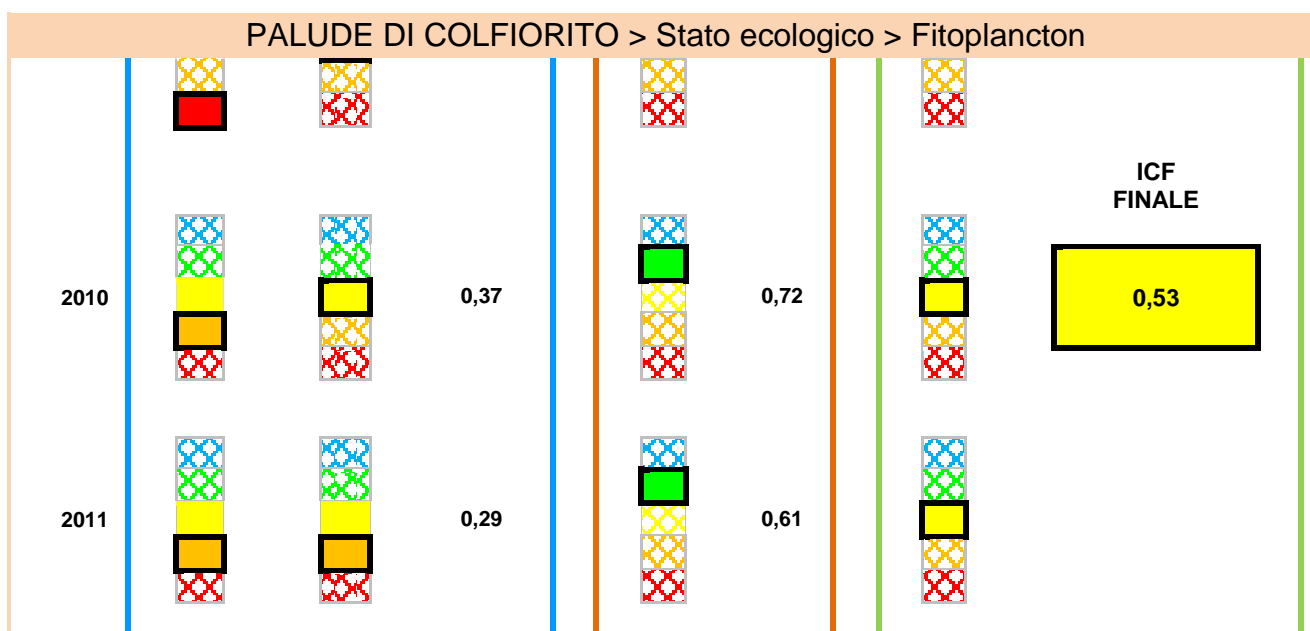 PALUDE DI COLFIORITO > Stato ecologico > Fitoplancton
ICF
FINALE
2010 0,37 0,72 0,53
2011 0,29 0,61